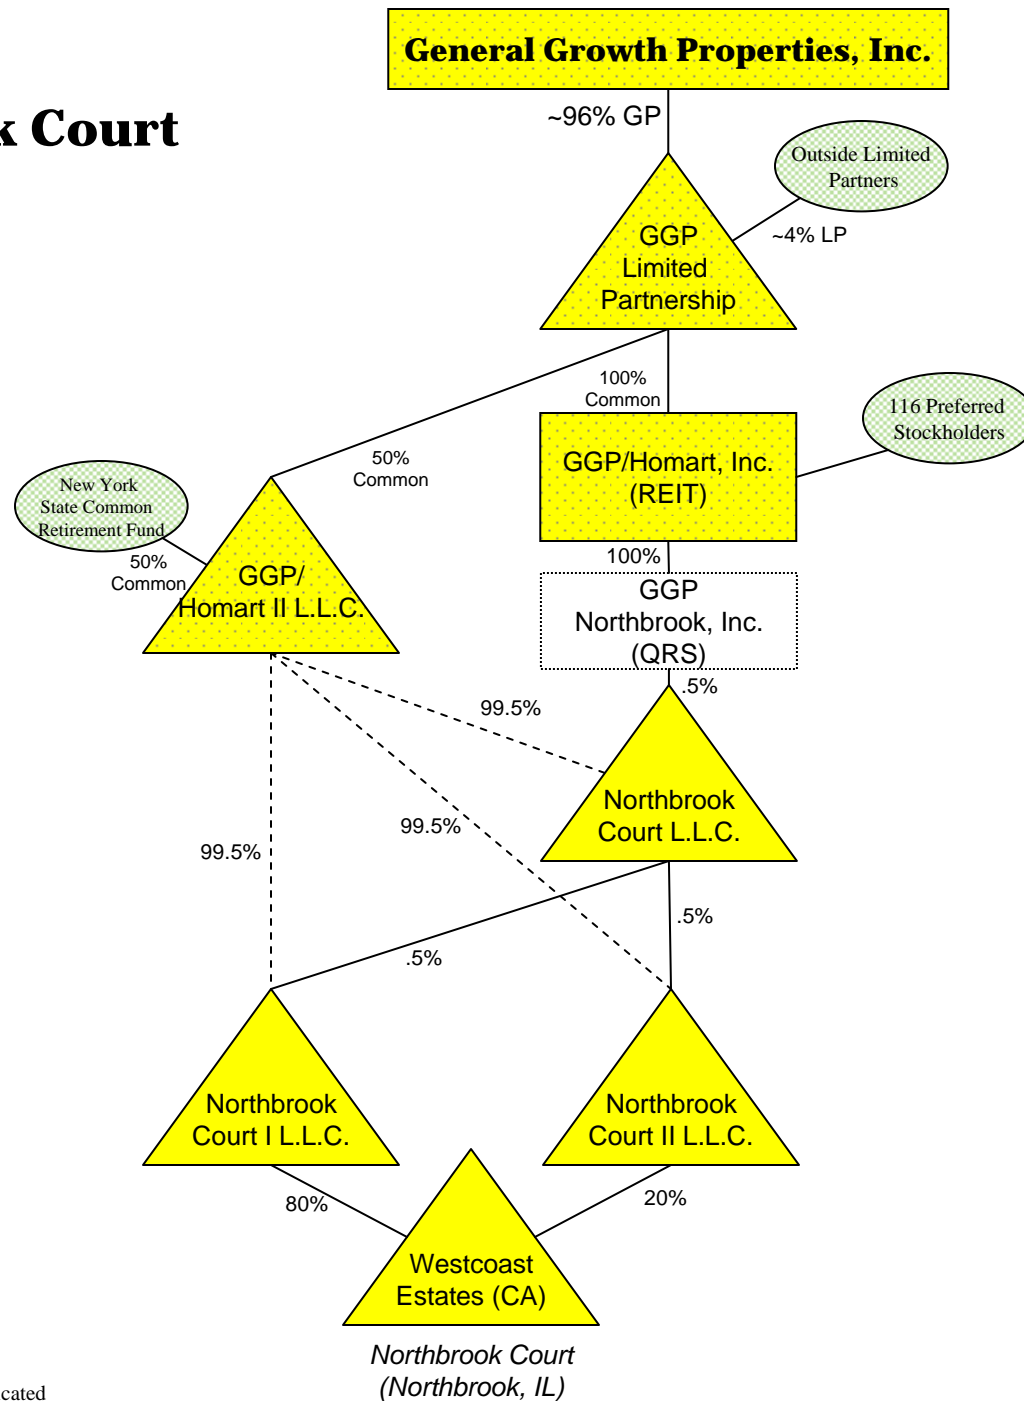 General Growth Properties, Inc.
k Court
~96% GP
Outside Limited
Partners
~4% LP
GGP
Limited
Partnership
100%
Common
116 Preferred
Stockholders
50%
Common
GGP/Homart, Inc.
(REIT)
New York
State Common
Retirement Fund
50%
Common
GGP/
Homart II L.L.C.
100%
GGP
Northbrook, Inc.
(QRS)
.5%
99.5%
Northbrook
Court L.L.C.
99.5%
99.5%
.5%
.5%
Northbrook
Court I L.L.C.
Northbrook
Court II L.L.C.
80%
20%
Westcoast
Estates (CA)
Northbrook Court
(Northbrook, IL)
cated